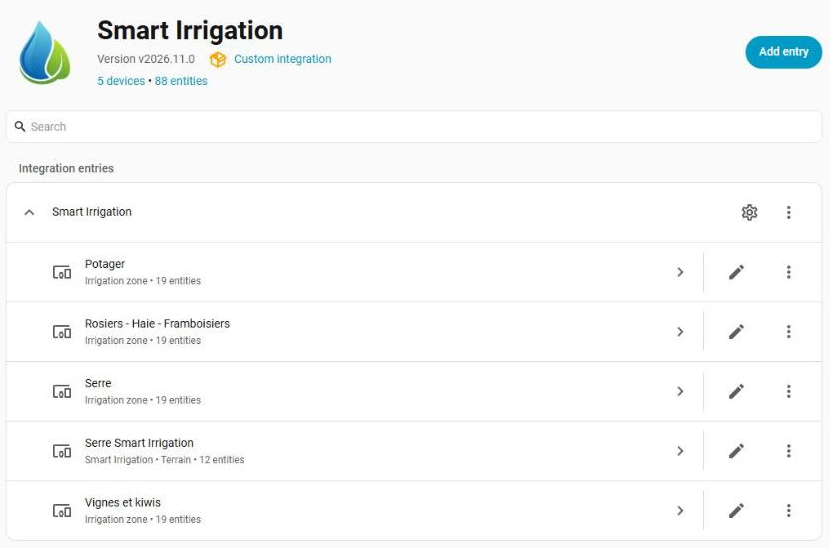 Smart Irrigation
Version v2026.11.0 Custom integration
Add entry
5 devices • 88 entities
Search
Integration entries
Smart Irrigation
Potager
Irrigation zone • 19 entities
Rosiers - Haie - Framboisiers
Irrigation zone • 19 entities
Serre
Irrigation zone • 19 entities
Serre Smart Irrigation
Smart Irrigation • Terrain • 12 entities
Vignes et kiwis
Irrigation zone • 19 entities